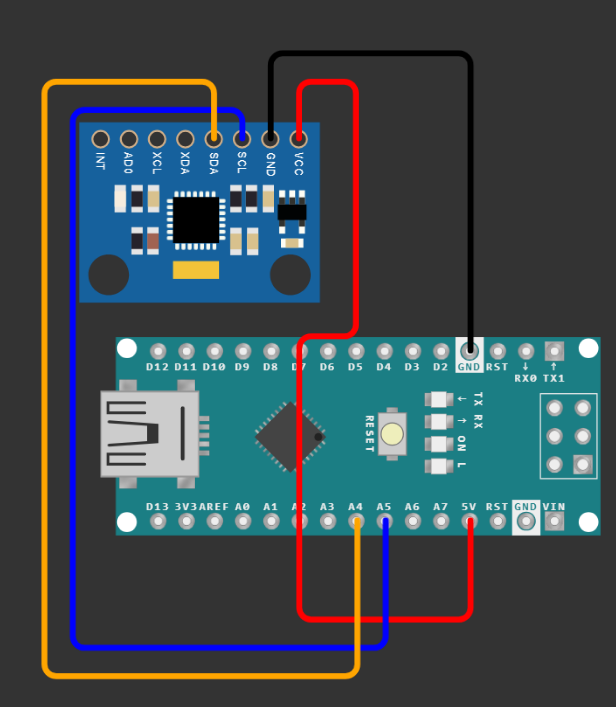 INT AD0 XCL XDA SDA SCL GND VCC
D12 D11 D10 D9 D8 D7 D6 D5 D4 D3 D2 GND RST ↓ ↑
RX0 TX1
← TX
→ RX
ON
L
RESET
D13 3V3 AREF A0 A1 A2 A3 A4 A5 A6 A7 5V RST GND VIN